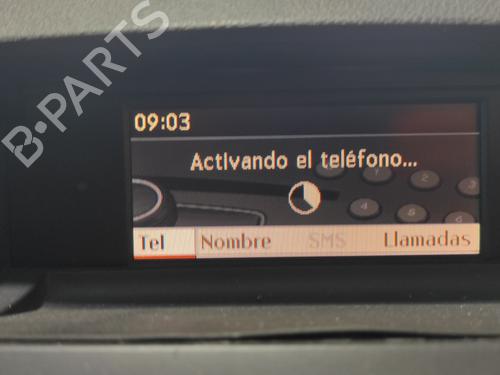 B-PARTS
09:03
Activando el teléfono...
Tel Nombre SMS Llamadas